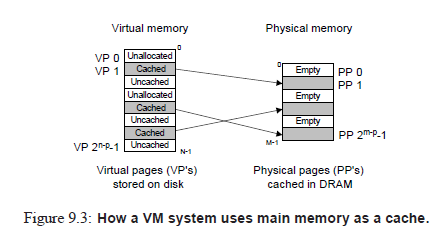 Virtual memory
Physical memory
0
VP 0 Unallocated
VP 1 Cached
Uncached
Unallocated
Cached
Uncached
Cached
VP 2n-p-1 Uncached
N-1
0
Empty PP 0
PP 1
Empty
Empty
PP 2m-p-1
M-1
Virtual pages (VP's)
stored on disk
Physical pages (PP's)
cached in DRAM
Figure 9.3: How a VM system uses main memory as a cache.